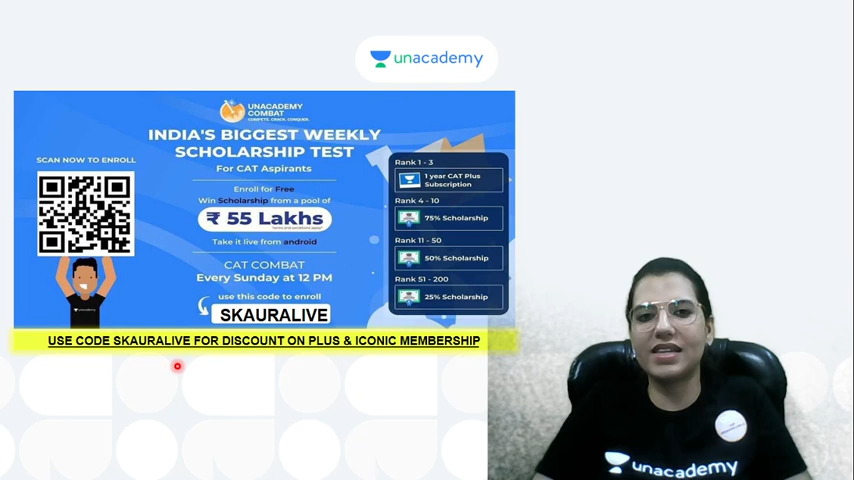 unacademy
UNACADEMY
COMBAT
COMPETE. CRACK. CONQUER.
INDIA'S BIGGEST WEEKLY
SCHOLARSHIP TEST
For CAT Aspirants
SCAN NOW TO ENROLL
Enroll for Free
Win Scholarship from a pool of
₹ 55 Lakhs
*Terms and conditions apply*
Take it live from android
CAT COMBAT
Every Sunday at 12 PM
use this code to enroll
SKAURALIVE
Rank 1 - 3
1 year CAT Plus
Subscription
Rank 4 - 10
75% Scholarship
Rank 11 - 50
50% Scholarship
Rank 51 - 200
25% Scholarship
USE CODE SKAURALIVE FOR DISCOUNT ON PLUS & ICONIC MEMBERSHIP
unacademy